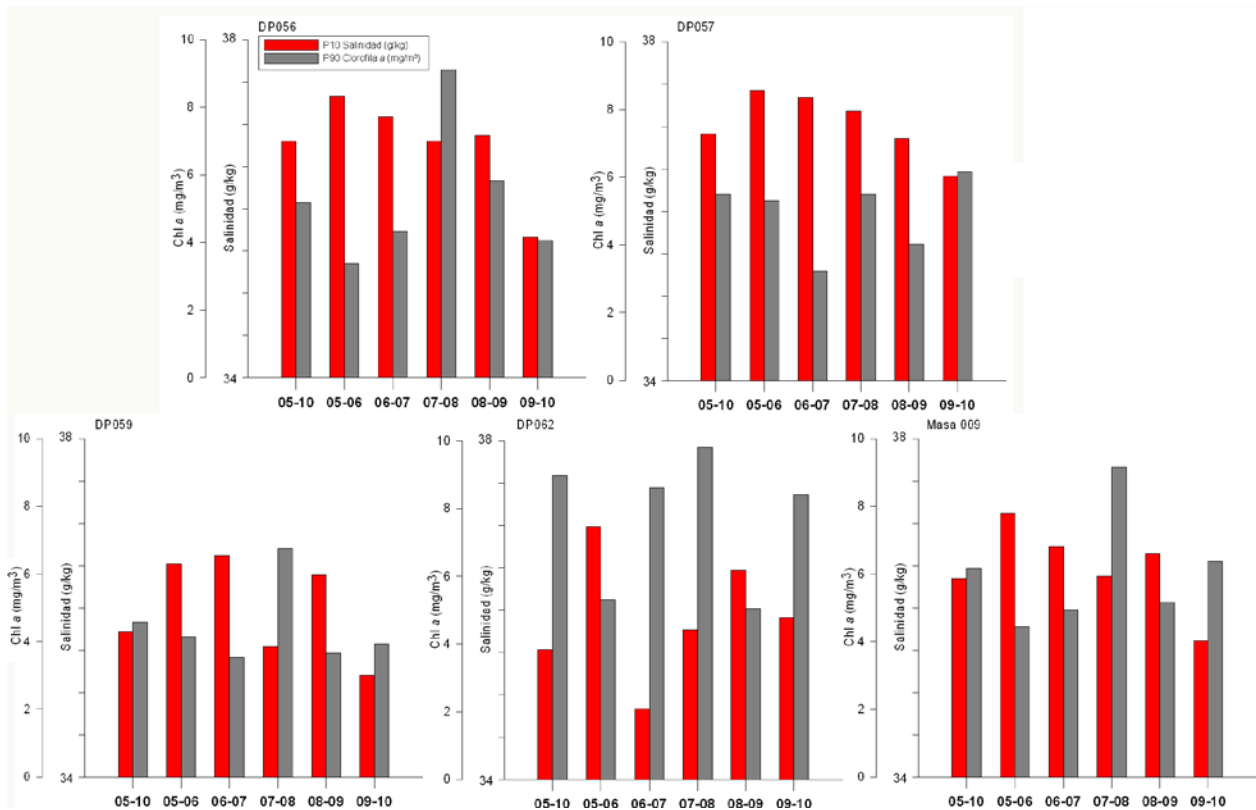 DP056
10
8
6
4
2
0
Chl a (mg/m³)
38
34
Salinidad (g/kg)
P10 Salinidad (g/kg)
P90 Clorofila a (mg/m³)
05-10 05-06 06-07 07-08 08-09 09-10
DP057
10
8
6
4
2
0
Chl a (mg/m³)
38
34
Salinidad (g/kg)
05-10 05-06 06-07 07-08 08-09 09-10
DP059
10
8
6
4
2
0
Chl a (mg/m³)
38
34
Salinidad (g/kg)
05-10 05-06 06-07 07-08 08-09 09-10
DP062
10
8
6
4
2
0
Chl a (mg/m³)
38
34
Salinidad (g/kg)
05-10 05-06 06-07 07-08 08-09 09-10
Masa 009
10
8
6
4
2
0
Chl a (mg/m³)
38
34
Salinidad (g/kg)
05-10 05-06 06-07 07-08 08-09 09-10